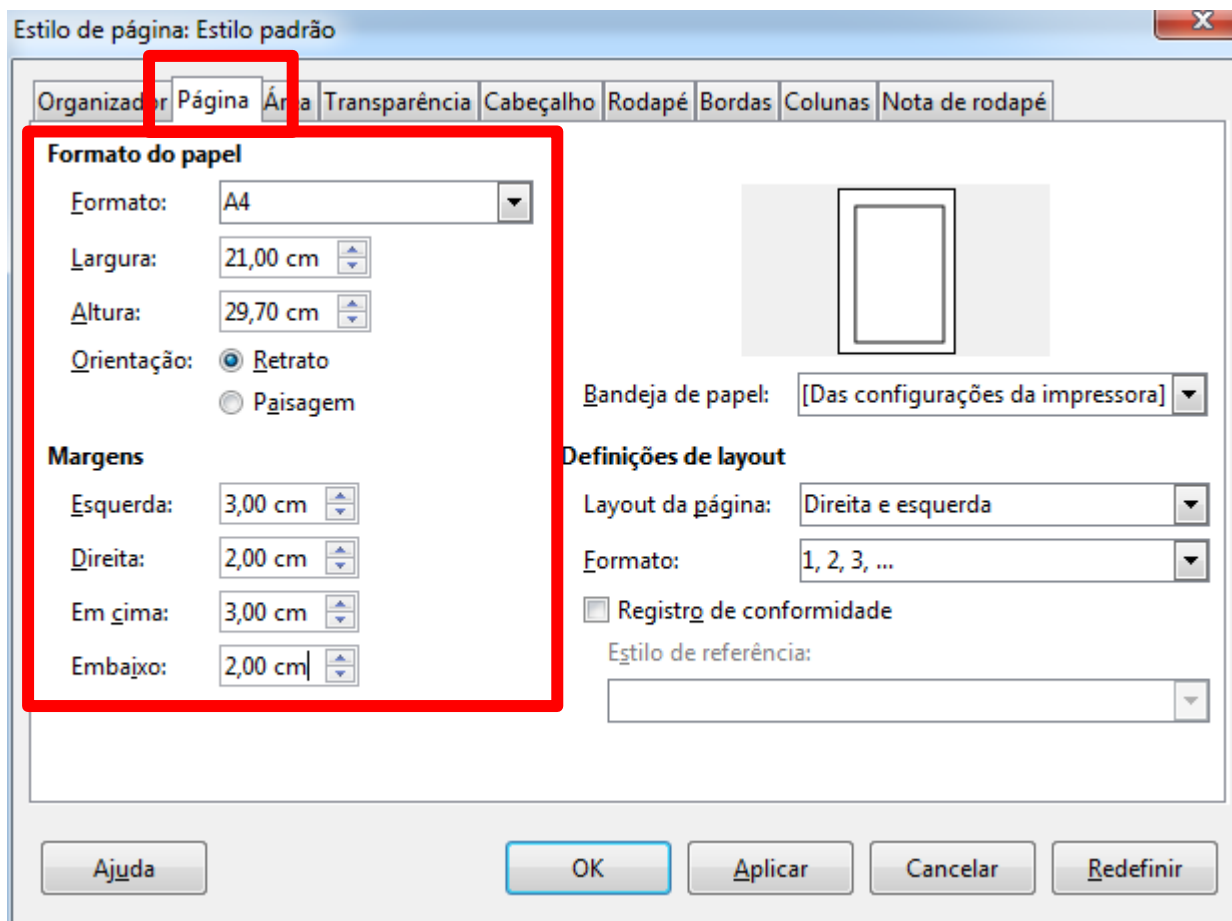 Estilo de página: Estilo padrão
Organizador Página Área Transparência Cabeçalho Rodapé Bordas Colunas Nota de rodapé
Formato do papel
Formato: A4
Largura: 21,00 cm
Altura: 29,70 cm
Orientação: Retrato
Paisagem
Bandeja de papel: [Das configurações da impressora]
Margens
Esquerda: 3,00 cm
Direita: 2,00 cm
Em cima: 3,00 cm
Embaixo: 2,00 cm
Definições de layout
Layout da página: Direita e esquerda
Formato: 1, 2, 3, ...
Registro de conformidade
Estilo de referência:
Ajuda OK Aplicar Cancelar Redefinir